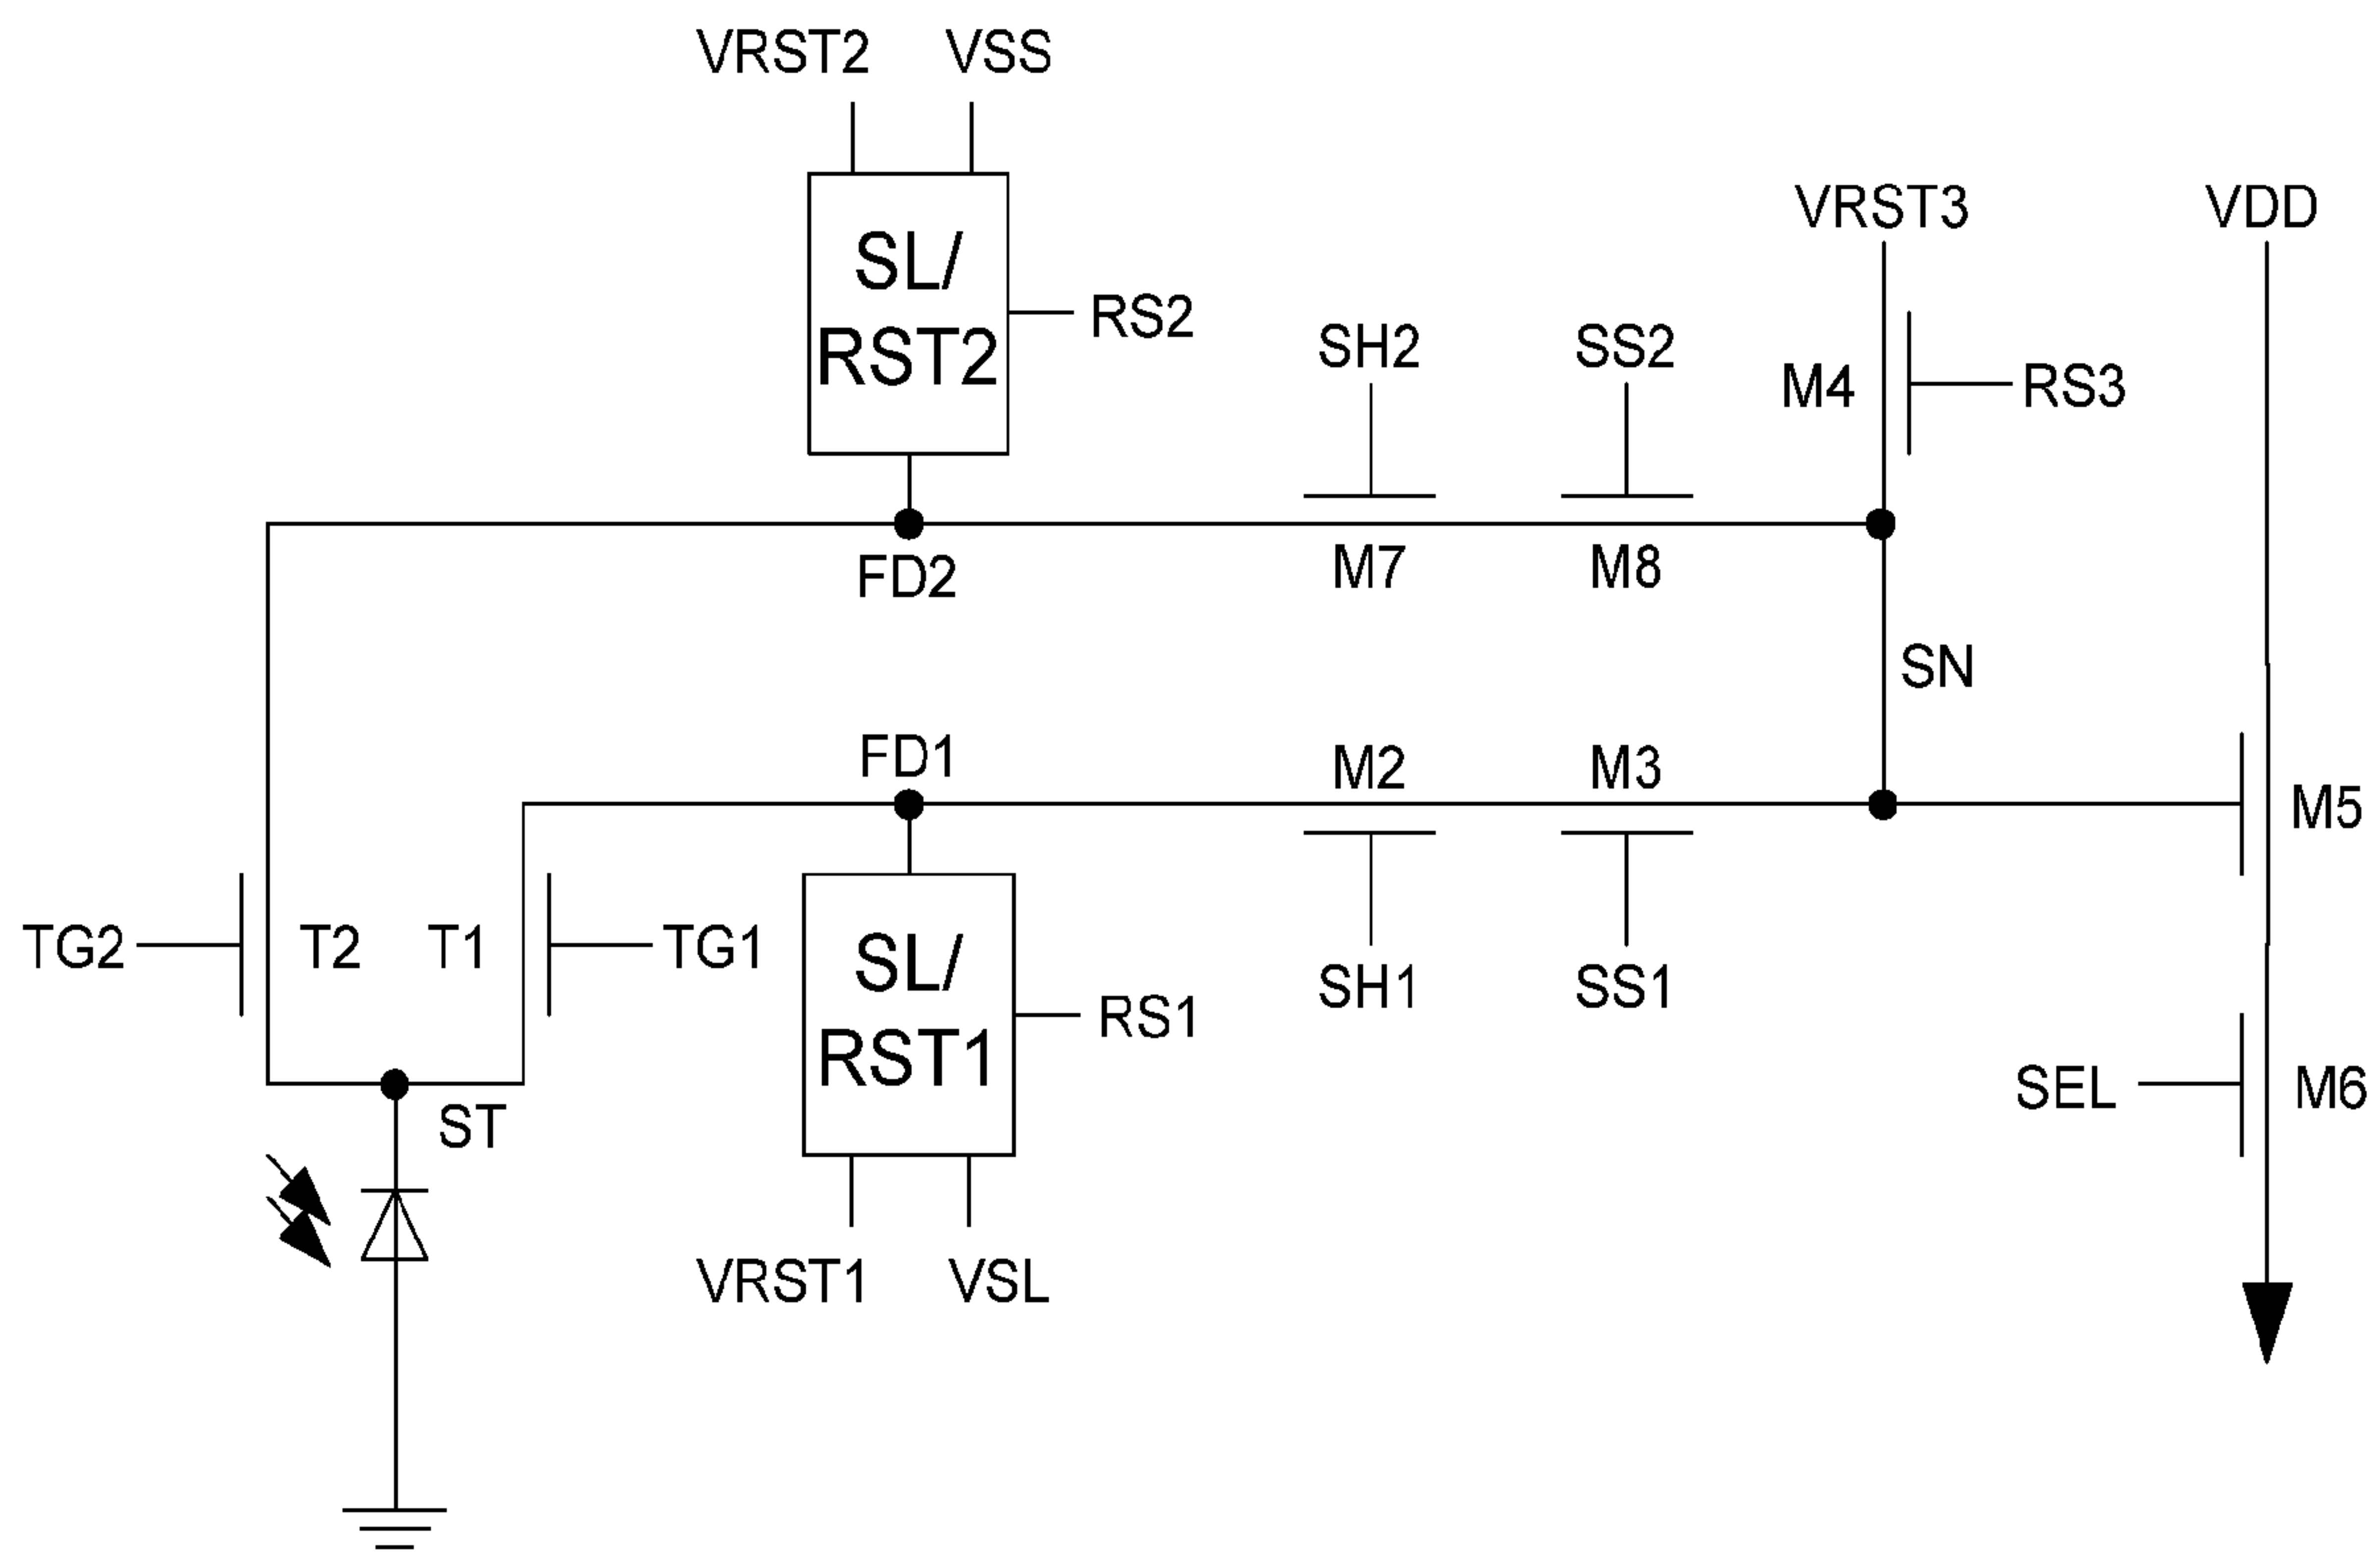 VRST2 VSS
SL/
RST2
RS2
VRST3 VDD
SH2 SS2
M4 RS3
FD2 M7 M8
SN
FD1 M2 M3
M5
TG2 T2 T1 TG1
SL/
RST1
RS1
SH1 SS1
SEL M6
ST
VRST1 VSL